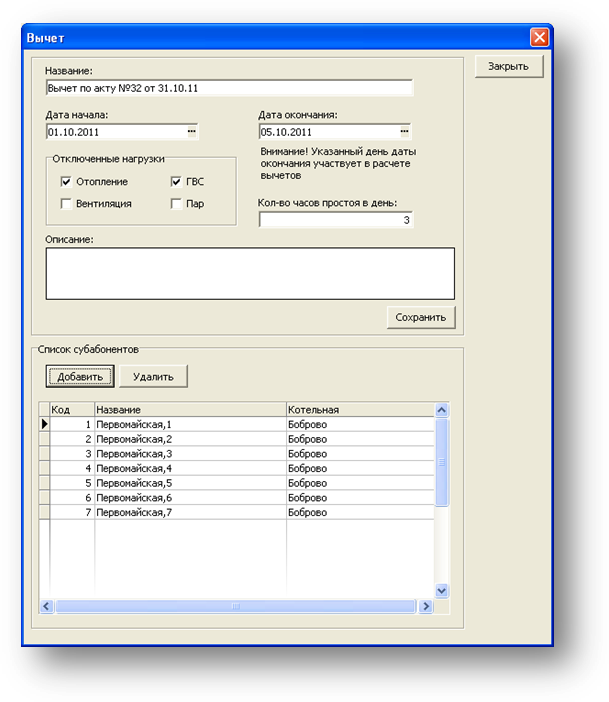 Вычет
Закрыть
Название:
Вычет по акту №32 от 31.10.11
Дата начала: Дата окончания:
01.10.2011 ... 05.10.2011 ...
Внимание! Указанный день даты
окончания участвует в расчете
вычетов
Отключенные нагрузки
Отопление ГВС
Вентиляция Пар
Кол-во часов простоя в день:
3
Описание:
Сохранить
Список субабонентов
Добавить Удалить
Код Название Котельная
1 Первомайская,1 Боброво
2 Первомайская,2 Боброво
3 Первомайская,3 Боброво
4 Первомайская,4 Боброво
5 Первомайская,5 Боброво
6 Первомайская,6 Боброво
7 Первомайская,7 Боброво